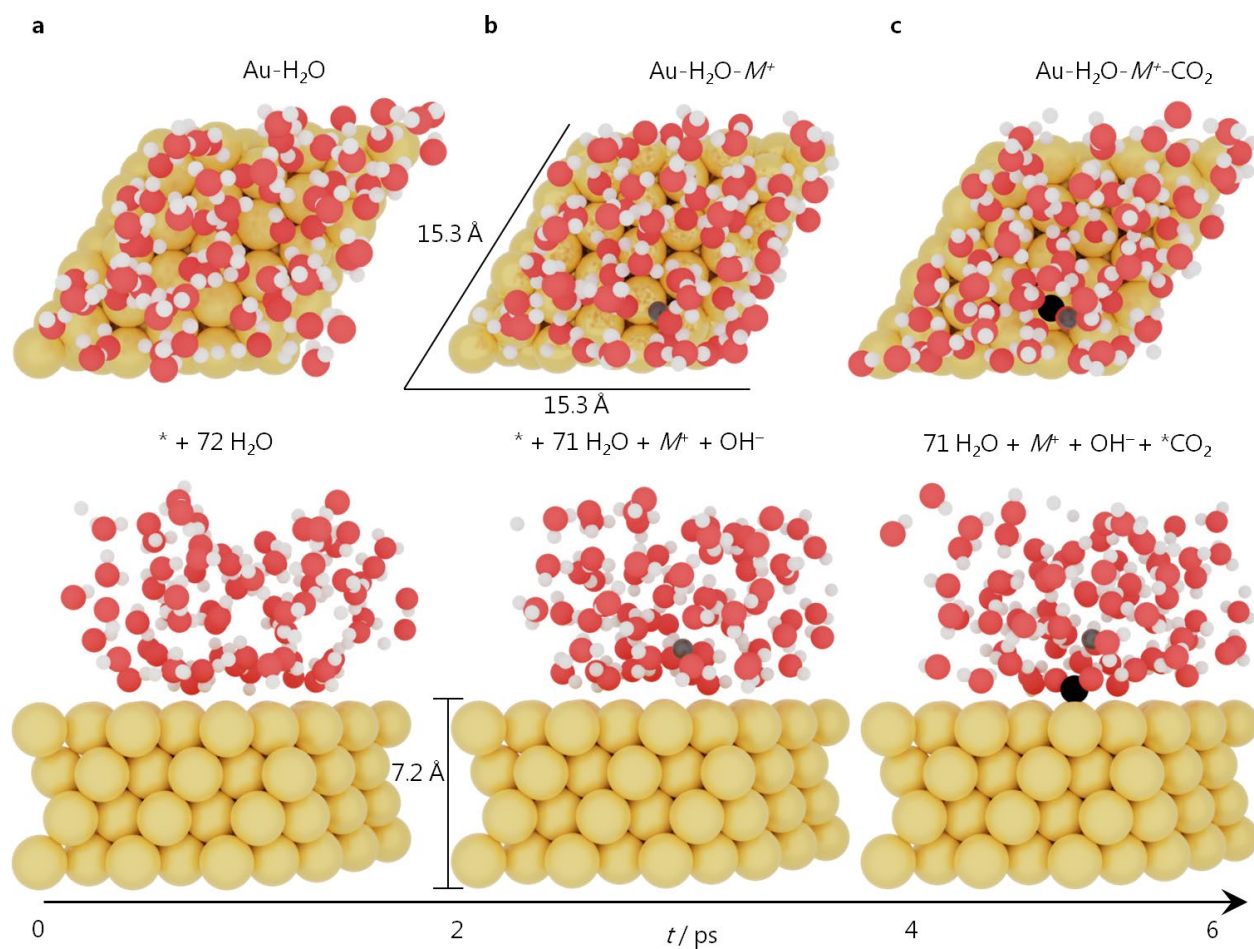 a
b
c
Au-H₂O
Au-H₂O-M⁺
Au-H₂O-M⁺-CO₂
15.3 Å
15.3 Å
* + 72 H₂O
* + 71 H₂O + M⁺ + OH⁻
71 H₂O + M⁺ + OH⁻ + *CO₂
7.2 Å
0
2
4
6
t / ps